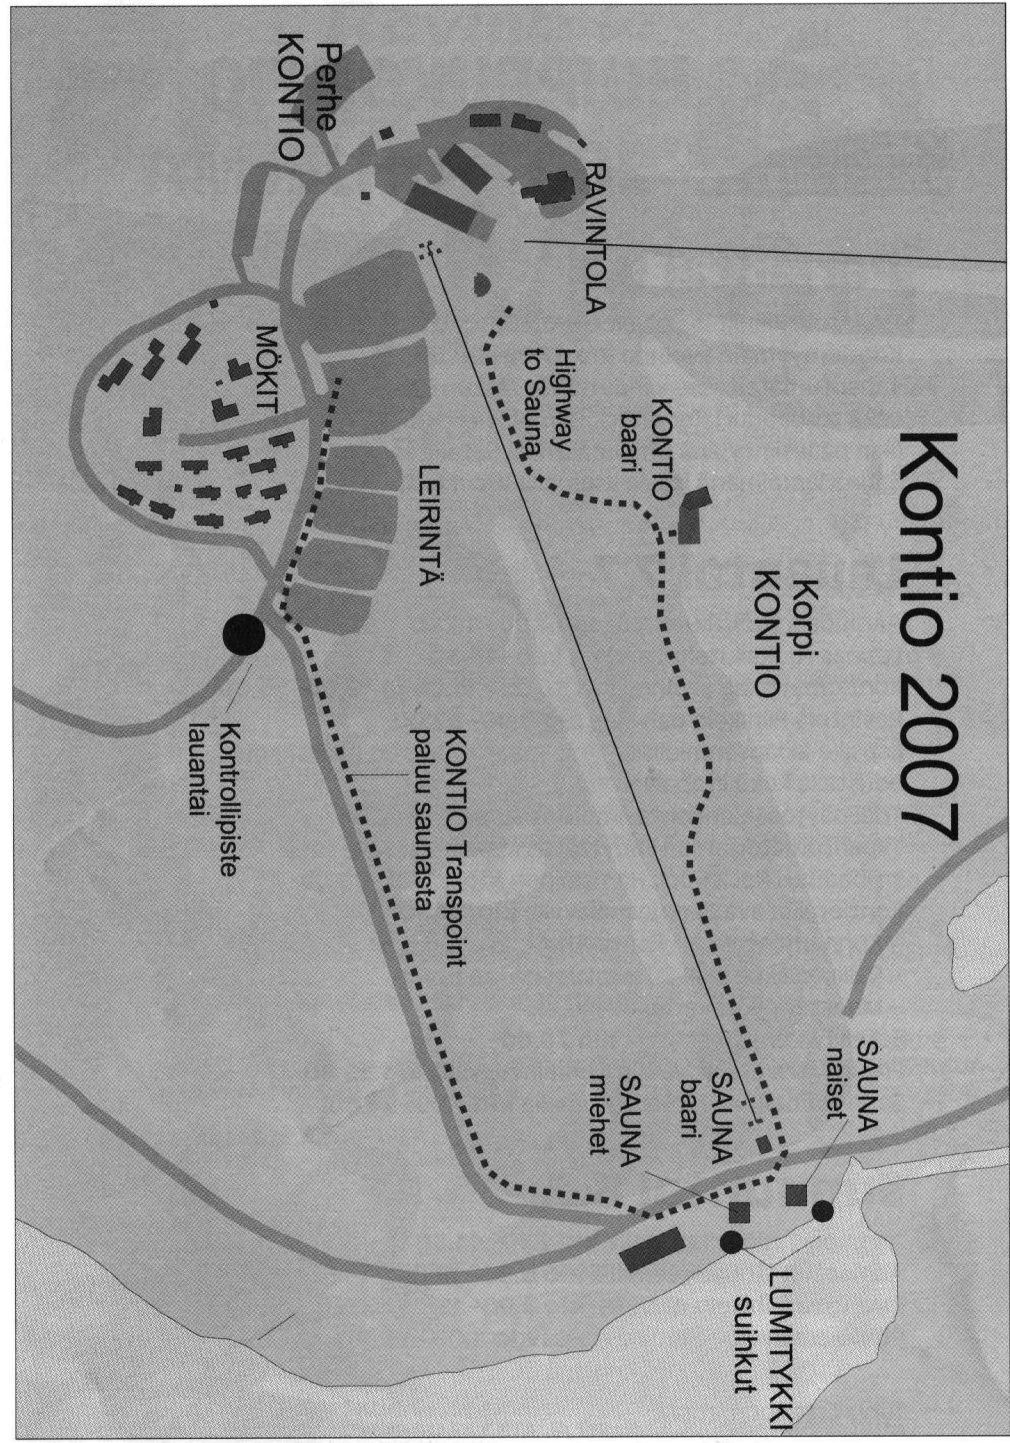 Kontio 2007
Perhe
KONTIO
RAVINTOLA
MÖKIT
Highway
to Sauna
KONTIO
baari
LEIRINTÄ
Korpi
KONTIO
Kontrollipiste
lauantai
KONTIO Transpoint
paluu saunasta
SAUNA
naiset
SAUNA
baari
SAUNA
miehet
LUMITYKKI
suihkut